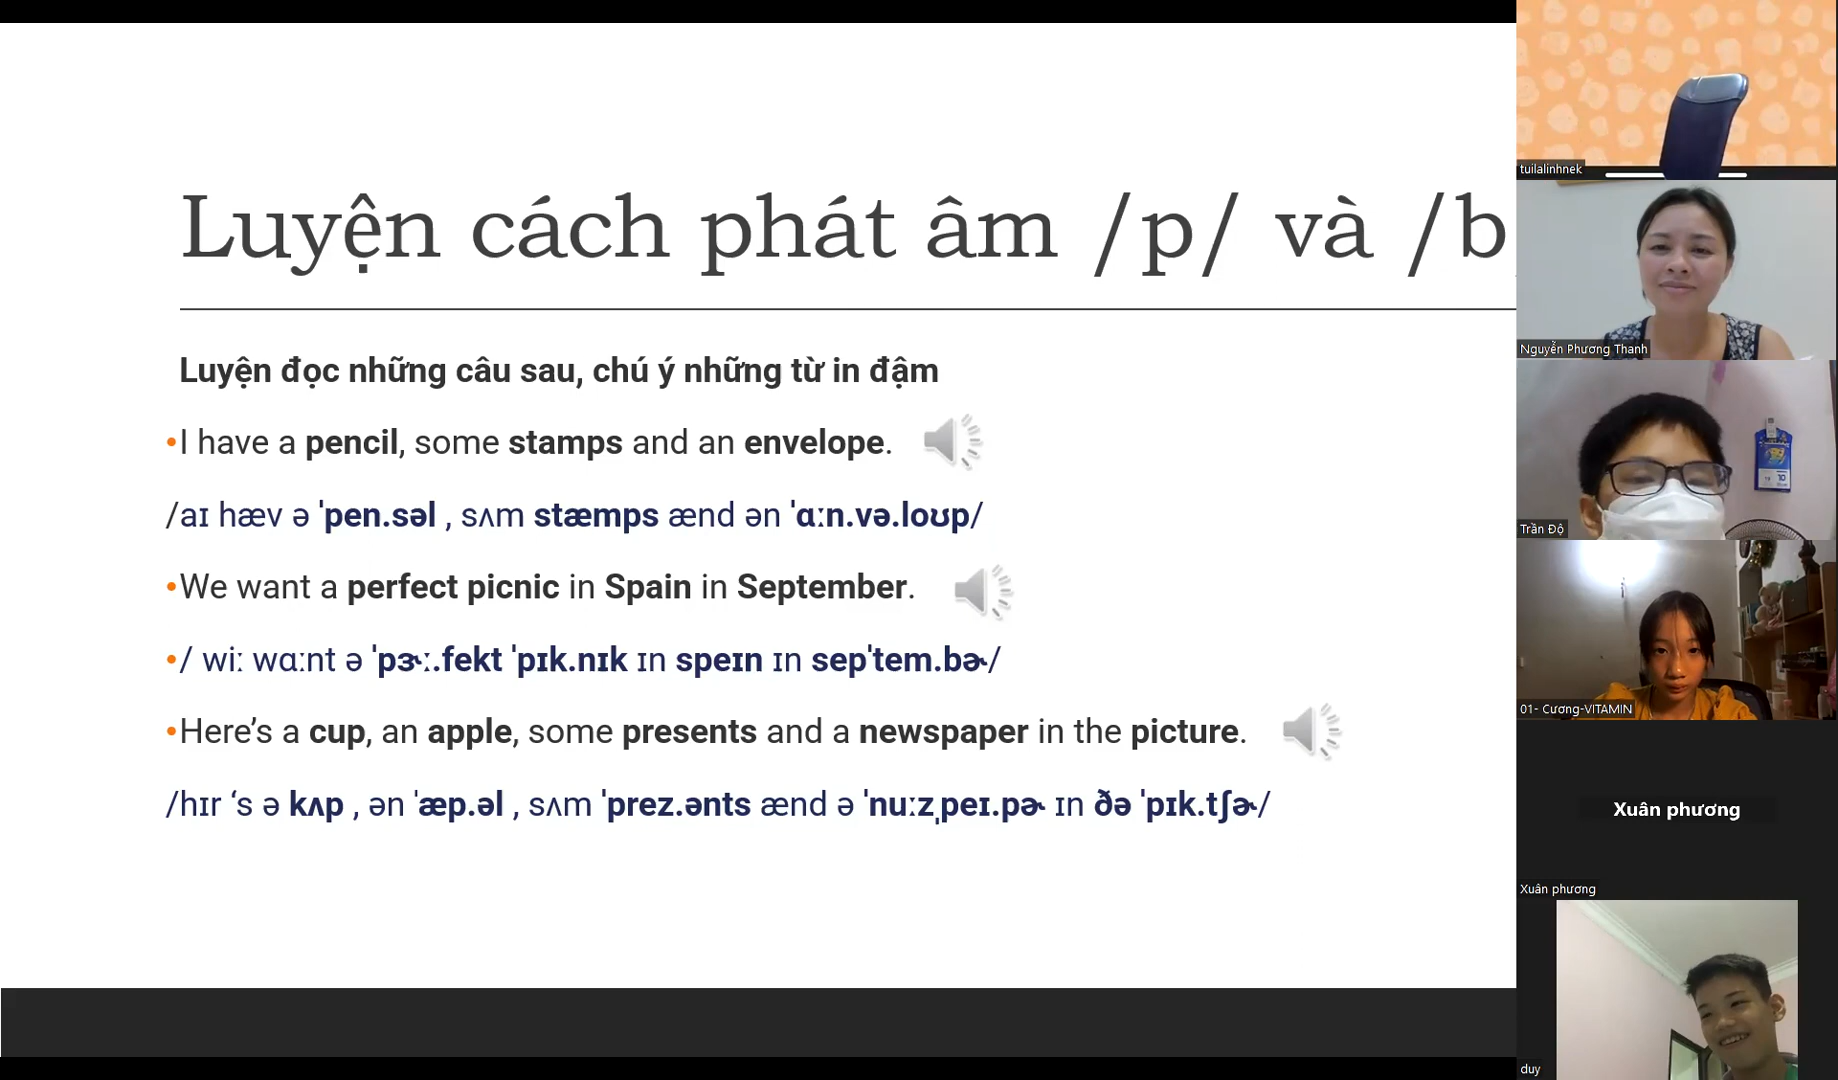 Luyện cách phát âm /p/ và /b
Luyện đọc những câu sau, chú ý những từ in đậm
•I have a pencil, some stamps and an envelope.
/aɪ hæv ə ˈpen.səl , sʌm stæmps ænd ən ˈɑːn.və.loʊp/
•We want a perfect picnic in Spain in September.
•/ wiː wɑːnt ə ˈpɝː.fekt ˈpɪk.nɪk ɪn speɪn ɪn sepˈtem.bɚ/
•Here’s a cup, an apple, some presents and a newspaper in the picture.
/hɪr ‘s ə kʌp , ən ˈæp.əl , sʌm ˈprez.ənts ænd ə ˈnuːzˌpeɪ.pɚ ɪn ðə ˈpɪk.tʃɚ/
tuilalinhnek
Nguyễn Phương Thanh
Trần Độ
01- Cương-VITAMIN
Xuân phương
Xuân phương
duy